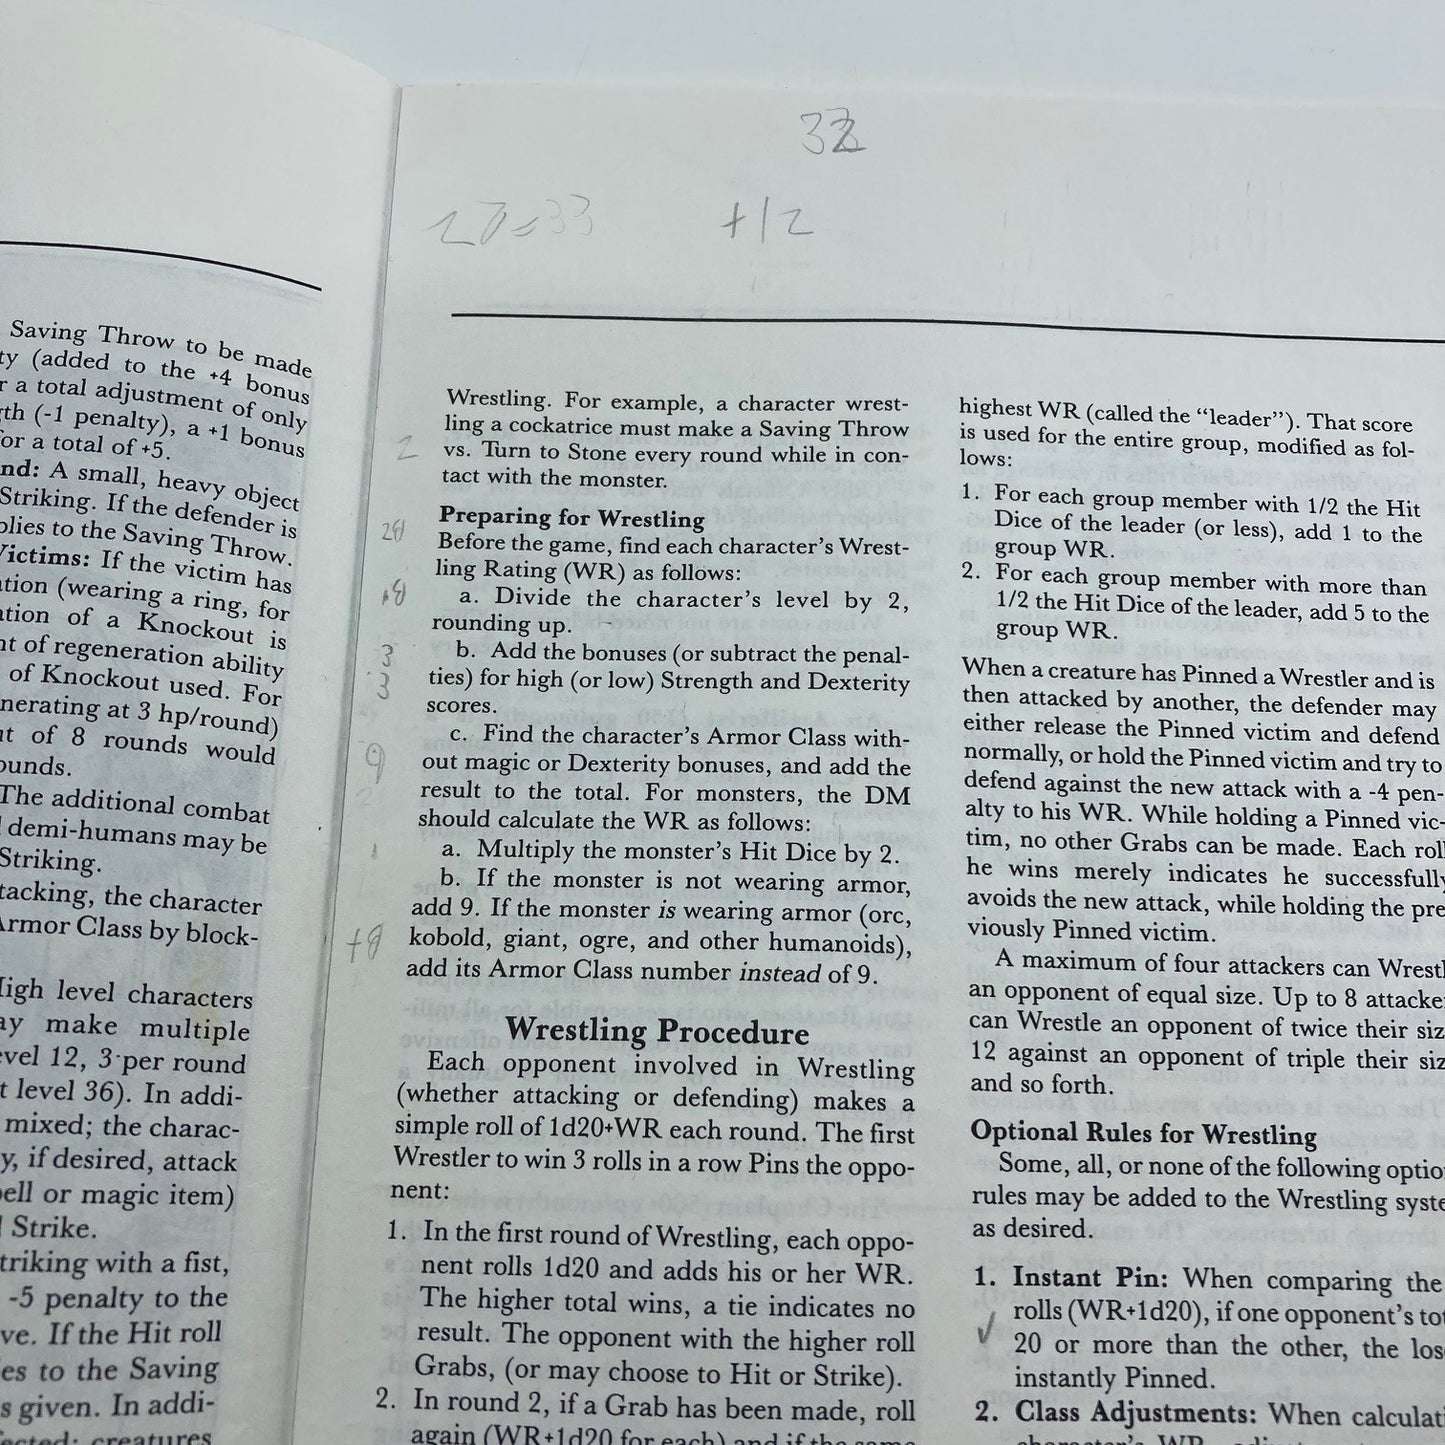 Saving Throw to be made
ty (added to the +4 bonus
r a total adjustment of only
gth (-1 penalty), a +1 bonus
for a total of +5.
nd: A small, heavy object
Striking. If the defender is
plies to the Saving Throw.
Victims: If the victim has
ation (wearing a ring, for
ation of a Knockout is
nt of regeneration ability
of Knockout used. For
nerating at 3 hp/round)
ut of 8 rounds would
ounds.
The additional combat
demi-humans may be
Striking.
tacking, the character
Armor Class by block-
High level characters
ay make multiple
evel 12, 3 per round
t level 36). In addi-
mixed; the charac-
y, if desired, attack
pell or magic item)
Strike.
triking with a fist,
-5 penalty to the
ve. If the Hit roll
es to the Saving
s given. In addi-
fected: creatures
+12
Wrestling. For example, a character wrest-
ling a cockatrice must make a Saving Throw
2
vs. Turn to Stone every round while in con-
tact with the monster.
Preparing for Wrestling
Before the game, find each character's Wrest-
ling Rating (WR) as follows:
a. Divide the character's level by 2,
rounding up.
3
b. Add the bonuses (or subtract the penal-
3
ties) for high (or low) Strength and Dexterity
scores.
c. Find the character's Armor Class with-
9
out magic or Dexterity bonuses, and add the
result to the total. For monsters, the DM
should calculate the WR as follows:
a. Multiply the monster's Hit Dice by 2.
b. If the monster is not wearing armor,
add 9. If the monster is wearing armor (orc,
kobold, giant, ogre, and other humanoids),
add its Armor Class number instead of 9.
Wrestling Procedure
Each opponent involved in Wrestling
(whether attacking or defending) makes a
simple roll of 1d20+WR each round. The first
Wrestler to win 3 rolls in a row Pins the oppo-
nent:
1. In the first round of Wrestling, each oppo-
nent rolls 1d20 and adds his or her WR.
The higher total wins, a tie indicates no
result. The opponent with the higher roll
Grabs, (or may choose to Hit or Strike).
2. In round 2, if a Grab has been made, roll
again (WR+1d20 for each) and if the same
highest WR (called the "leader"). That score
is used for the entire group, modified as fol-
lows:
1. For each group member with 1/2 the Hit
Dice of the leader (or less), add 1 to the
group WR.
2. For each group member with more than
1/2 the Hit Dice of the leader, add 5 to the
group WR.
When a creature has Pinned a Wrestler and is
then attacked by another, the defender may
either release the Pinned victim and defend
normally, or hold the Pinned victim and try to
defend against the new attack with a -4 pen-
alty to his WR. While holding a Pinned vic-
tim, no other Grabs can be made. Each roll
he wins merely indicates he successfully
avoids the new attack, while holding the pre-
viously Pinned victim.
A maximum of four attackers can Wrestl
an opponent of equal size. Up to 8 attacke
can Wrestle an opponent of twice their siz
12 against an opponent of triple their siz
and so forth.
Optional Rules for Wrestling
Some, all, or none of the following optio
rules may be added to the Wrestling syste
as desired.
1. Instant Pin: When comparing the
rolls (WR+1d20), if one opponent's tot
20 or more than the other, the los
instantly Pinned.
2. Class Adjustments: When calculati
character's WR